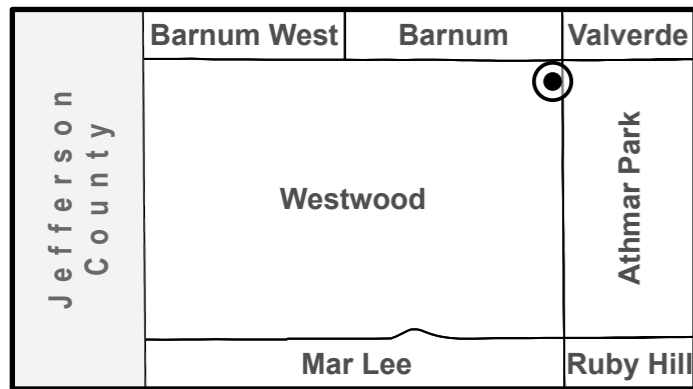 Barnum West
Barnum
Valverde
Jefferson
County
Westwood
Athmar Park
Mar Lee
Ruby Hill